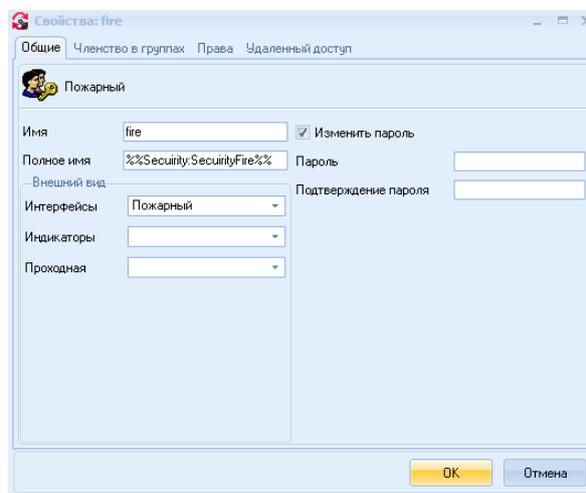 Свойства: fire
Общие Членство в группах Права Удаленный доступ
Пожарный
Имя fire Изменить пароль
Полное имя %%Secuirity:SecuirityFire%% Пароль
Внешний вид Подтверждение пароля
Интерфейсы Пожарный
Индикаторы
Проходная
OK Отмена